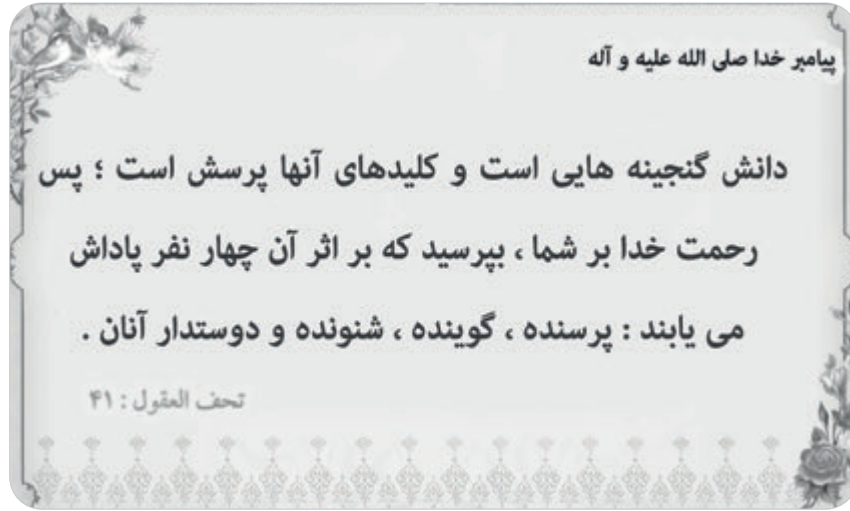 پیامبر خدا صلی الله علیه و آله
دانش گنجینه هایی است و کلیدهای آنها پرسش است ؛ پس
رحمت خدا بر شما ، بپرسید که بر اثر آن چهار نفر پاداش
می یابند : پرسنده ، گوینده ، شنونده و دوستدار آنان .
تحف العقول : ۴۱